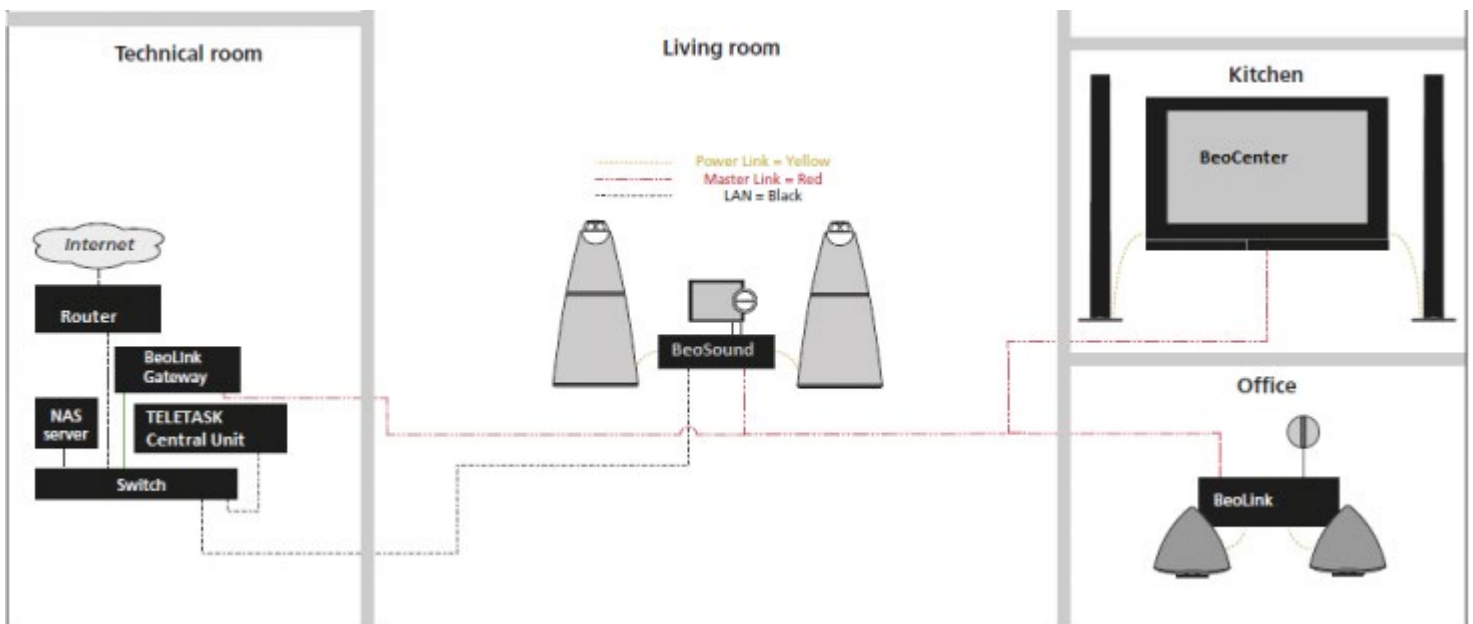 Technical room
Living room
Kitchen
BeoCenter
Power Link = Yellow
Master Link = Red
LAN = Black
Internet
Router
BeoLink
Gateway
BeoSound
NAS
server
TELETASK
Central Unit
Switch
Office
BeoLink